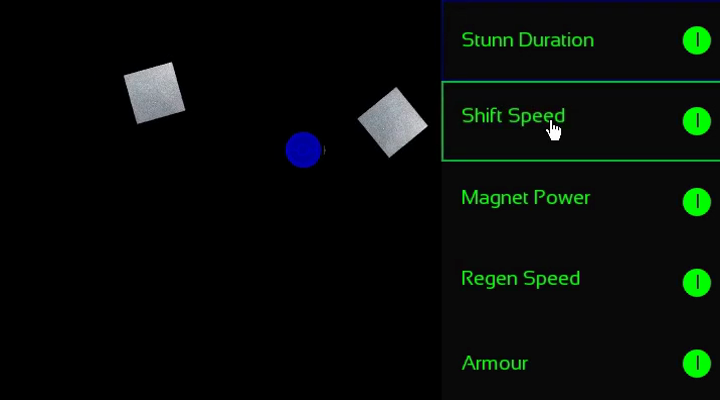 Stunn Duration
Shift Speed
Magnet Power
Regen Speed
Armour